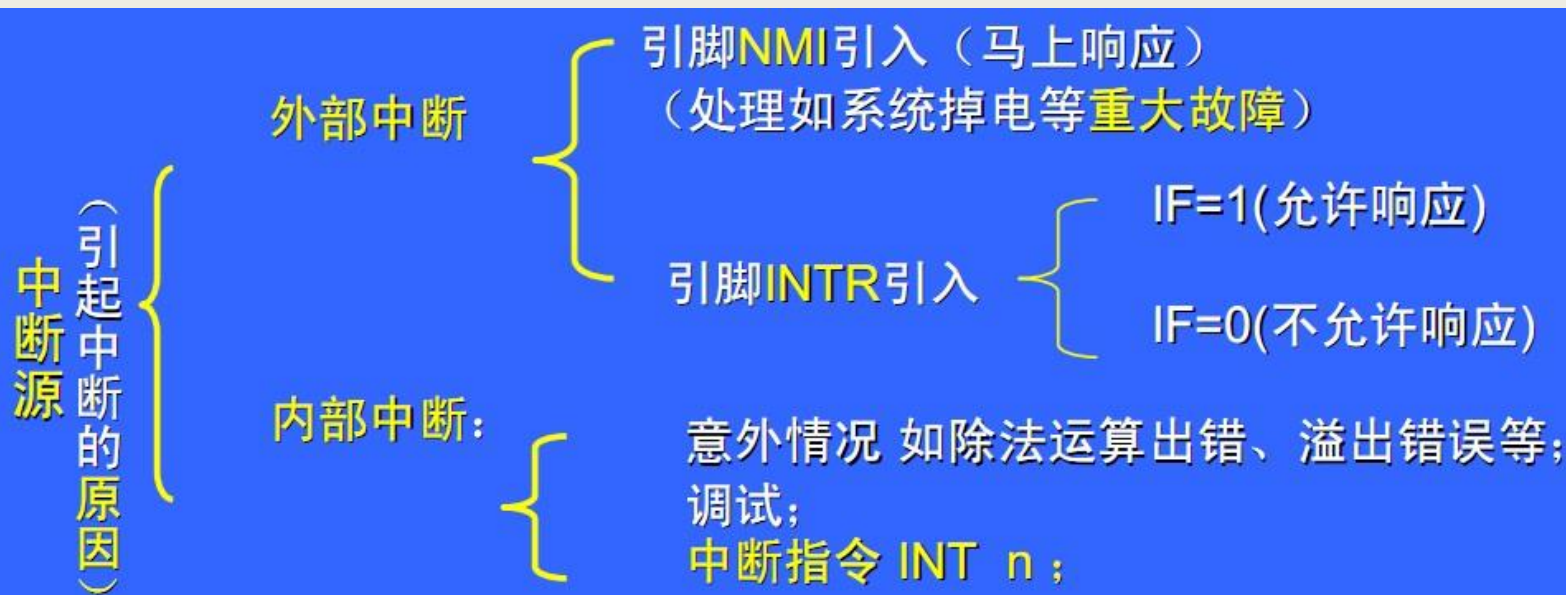 中断源
（引起中断的原因）
外部中断
引脚NMI引入（马上响应）
（处理如系统掉电等重大故障）
引脚INTR引入
IF=1(允许响应)
IF=0(不允许响应)
内部中断：
意外情况 如除法运算出错、溢出错误等；
调试；
中断指令 INT n；